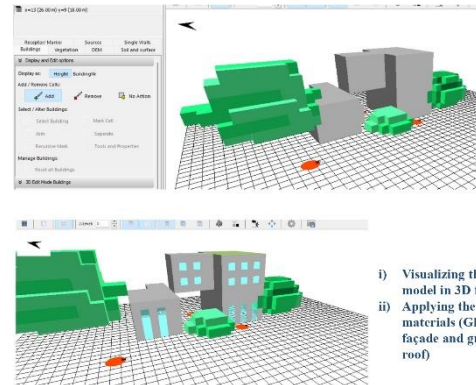 x=13 (26.00 m) y=9 (18.00 m)
Receptors Marker Sources Single Walls
Buildings Vegetation DEM Soil and surface
Display and Edit options
Display as: Height BuildingNr
Add / Remove Cells:
Add Remove No Action
Select / Alter Buildings:
Select Building Mark Cell
Join Separate
Recursive Mark Tools and Properties
Manage Buildings:
Reset all Buildings
3D Edit Mode Buildings
i) Visualizing th
model in 3D
ii) Applying the
materials (Gl
façade and g
roof)